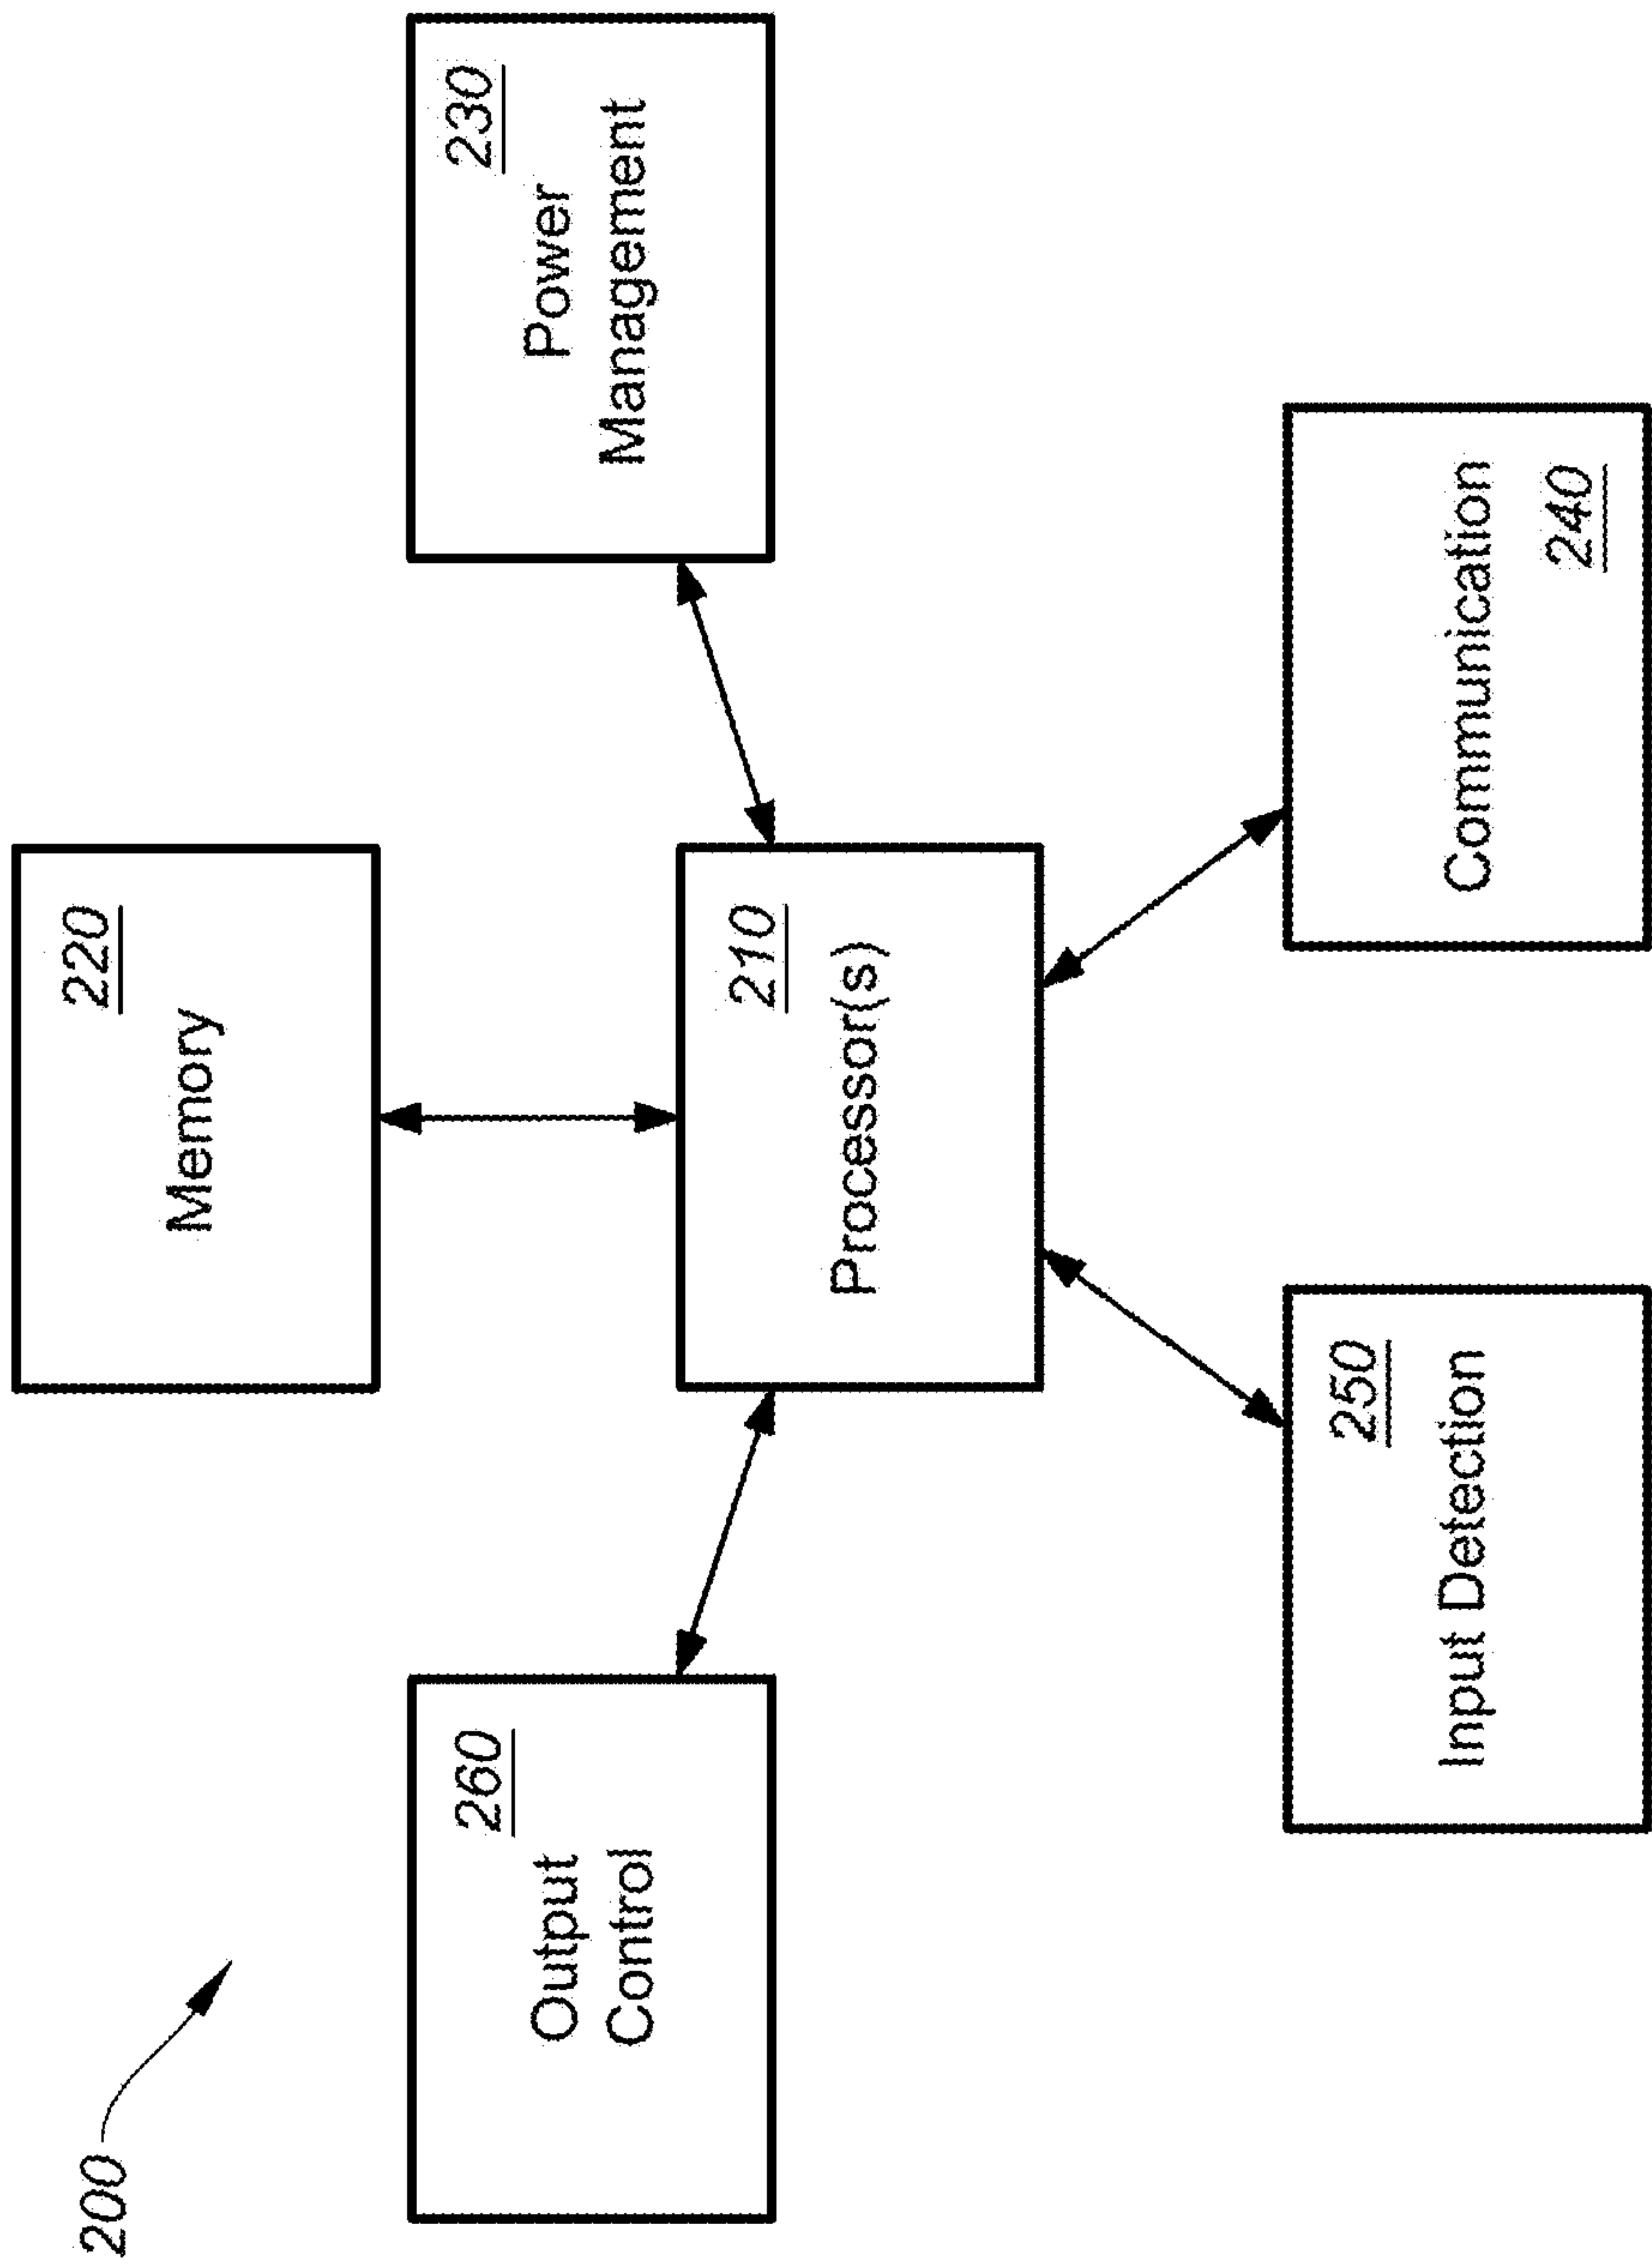 200
220
Memory
260
Output
Control
210
Processor(s)
230
Power
Management
250
Input Detection
Communication
240